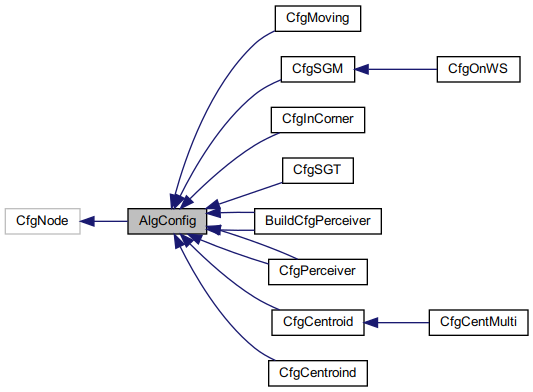 CfgMoving
CfgSGM
CfgOnWS
CfgInCorner
CfgSGT
CfgNode
AlgConfig
BuildCfgPerceiver
CfgPerceiver
CfgCentroid
CfgCentMulti
CfgCentroind